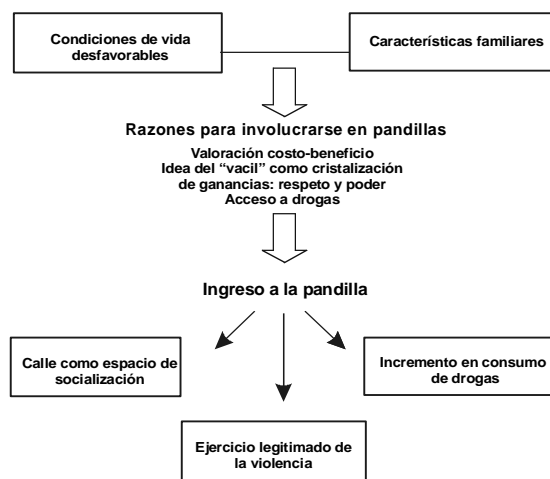 Condiciones de vida
desfavorables
Características familiares
Razones para involucrarse en pandillas
Valoración costo-beneficio
Idea del “vacil” como cristalización
de ganancias: respeto y poder
Acceso a drogas
Ingreso a la pandilla
Calle como espacio de
socialización
Incremento en consumo
de drogas
Ejercicio legitimado de
la violencia